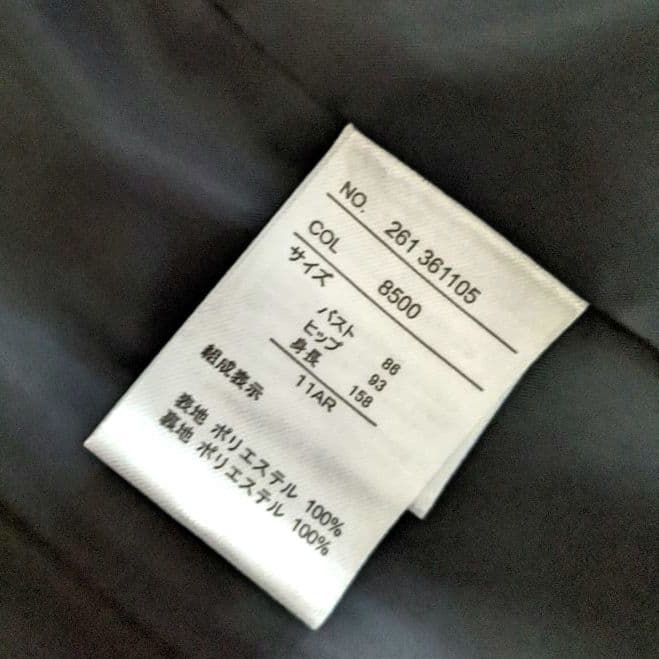 NO. 261 361105
COL 8500
サイズ
バスト 86
ヒップ 93
身長 158
11AR
組成表示
表地 ポリエステル 100%
裏地 ポリエステル 100%